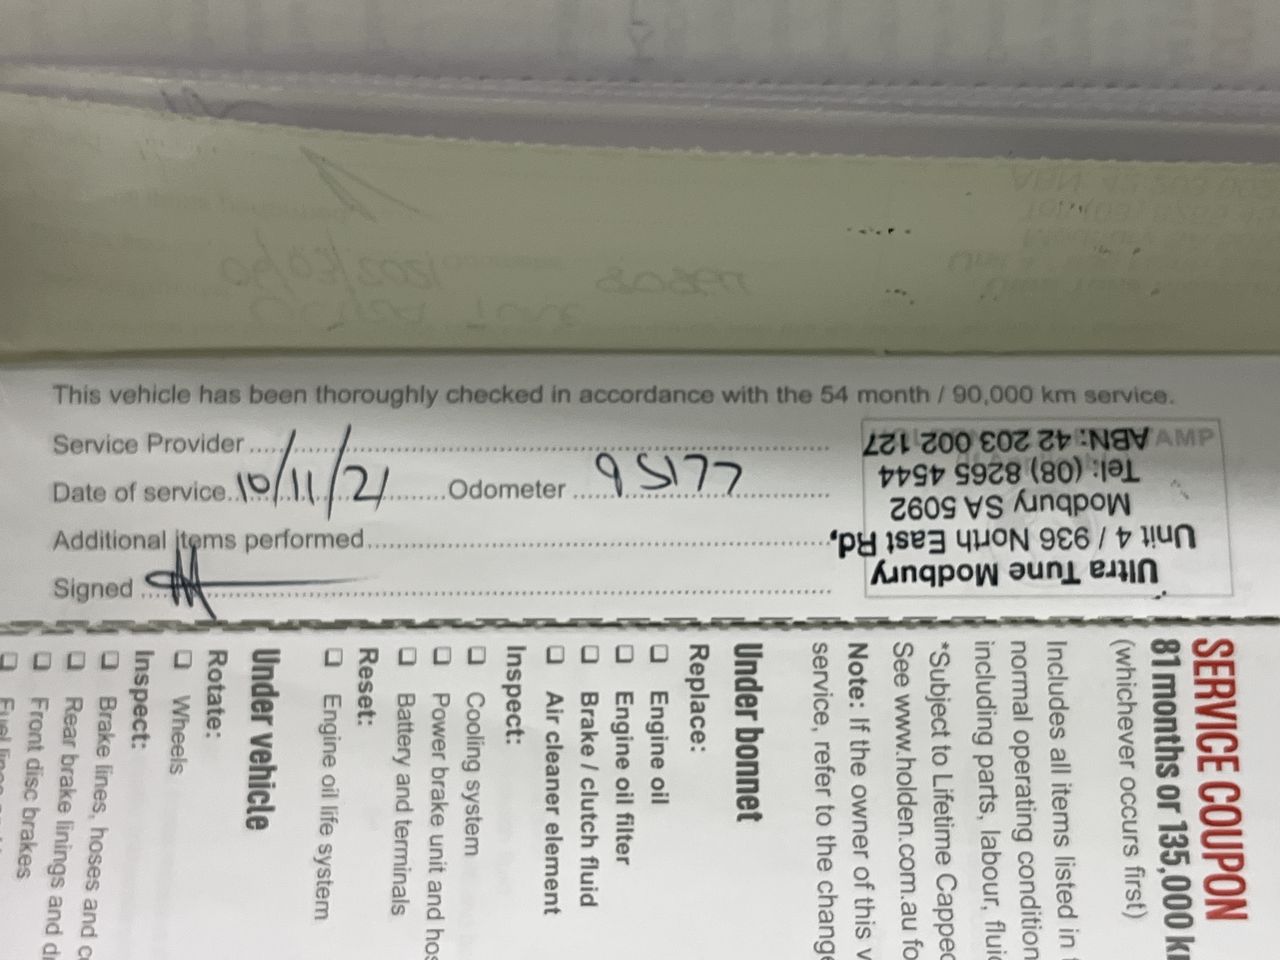 This vehicle has been thoroughly checked in accordance with the 54 month / 90,000 km service.
Service Provider
Date of service 10/11/21 Odometer 95177
Additional items performed
Signed
Ultra Tune Modbury
Unit 4 / 936 North East Rd,
Modbury SA 5092
Tel: (08) 8265 4544
ABN: 42 203 002 127
SERVICE COUPON
81 months or 135,000
(whichever occurs first)
Includes all items listed in
normal operating condition
including parts, labour,
*Subject to Lifetime Capped
See www.holden.com.au
Note: If the owner of this
service, refer to the change
Under bonnet
Replace:
❑ Engine oil
❑ Engine oil filter
❑ Brake / clutch fluid
❑ Air cleaner element
Inspect:
❑ Cooling system
❑ Power brake unit and
❑ Battery and terminals
Reset:
❑ Engine oil life system
Under vehicle
Rotate:
❑ Wheels
Inspect:
❑ Brake lines, hoses and
❑ Rear brake linings and
❑ Front disc brakes
❑ Fuel lines